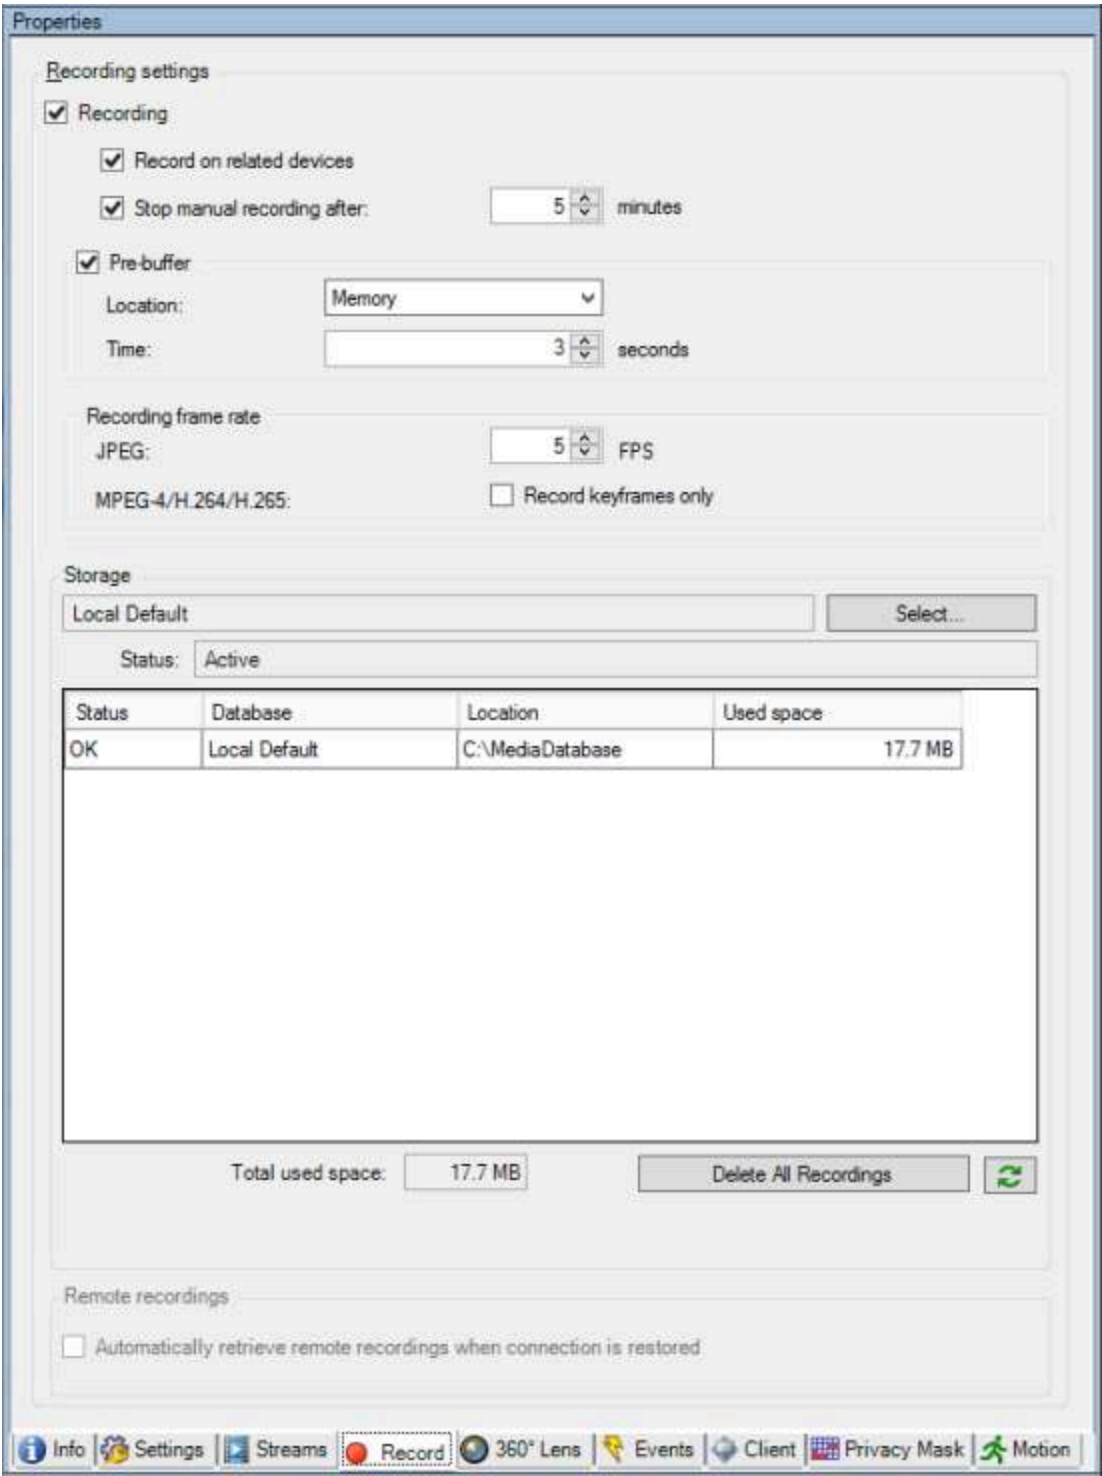 Properties
Recording settings
Recording
Record on related devices
Stop manual recording after: 5 minutes
Pre-buffer
Location: Memory
Time: 3 seconds
Recording frame rate
JPEG: 5 FPS
MPEG-4/H.264/H.265: Record keyframes only
Storage
Local Default Select...
Status: Active
Status Database Location Used space
OK Local Default C:\MediaDatabase 17.7 MB
Total used space: 17.7 MB Delete All Recordings
Remote recordings
Automatically retrieve remote recordings when connection is restored
Info Settings Streams Record 360° Lens Events Client Privacy Mask Motion